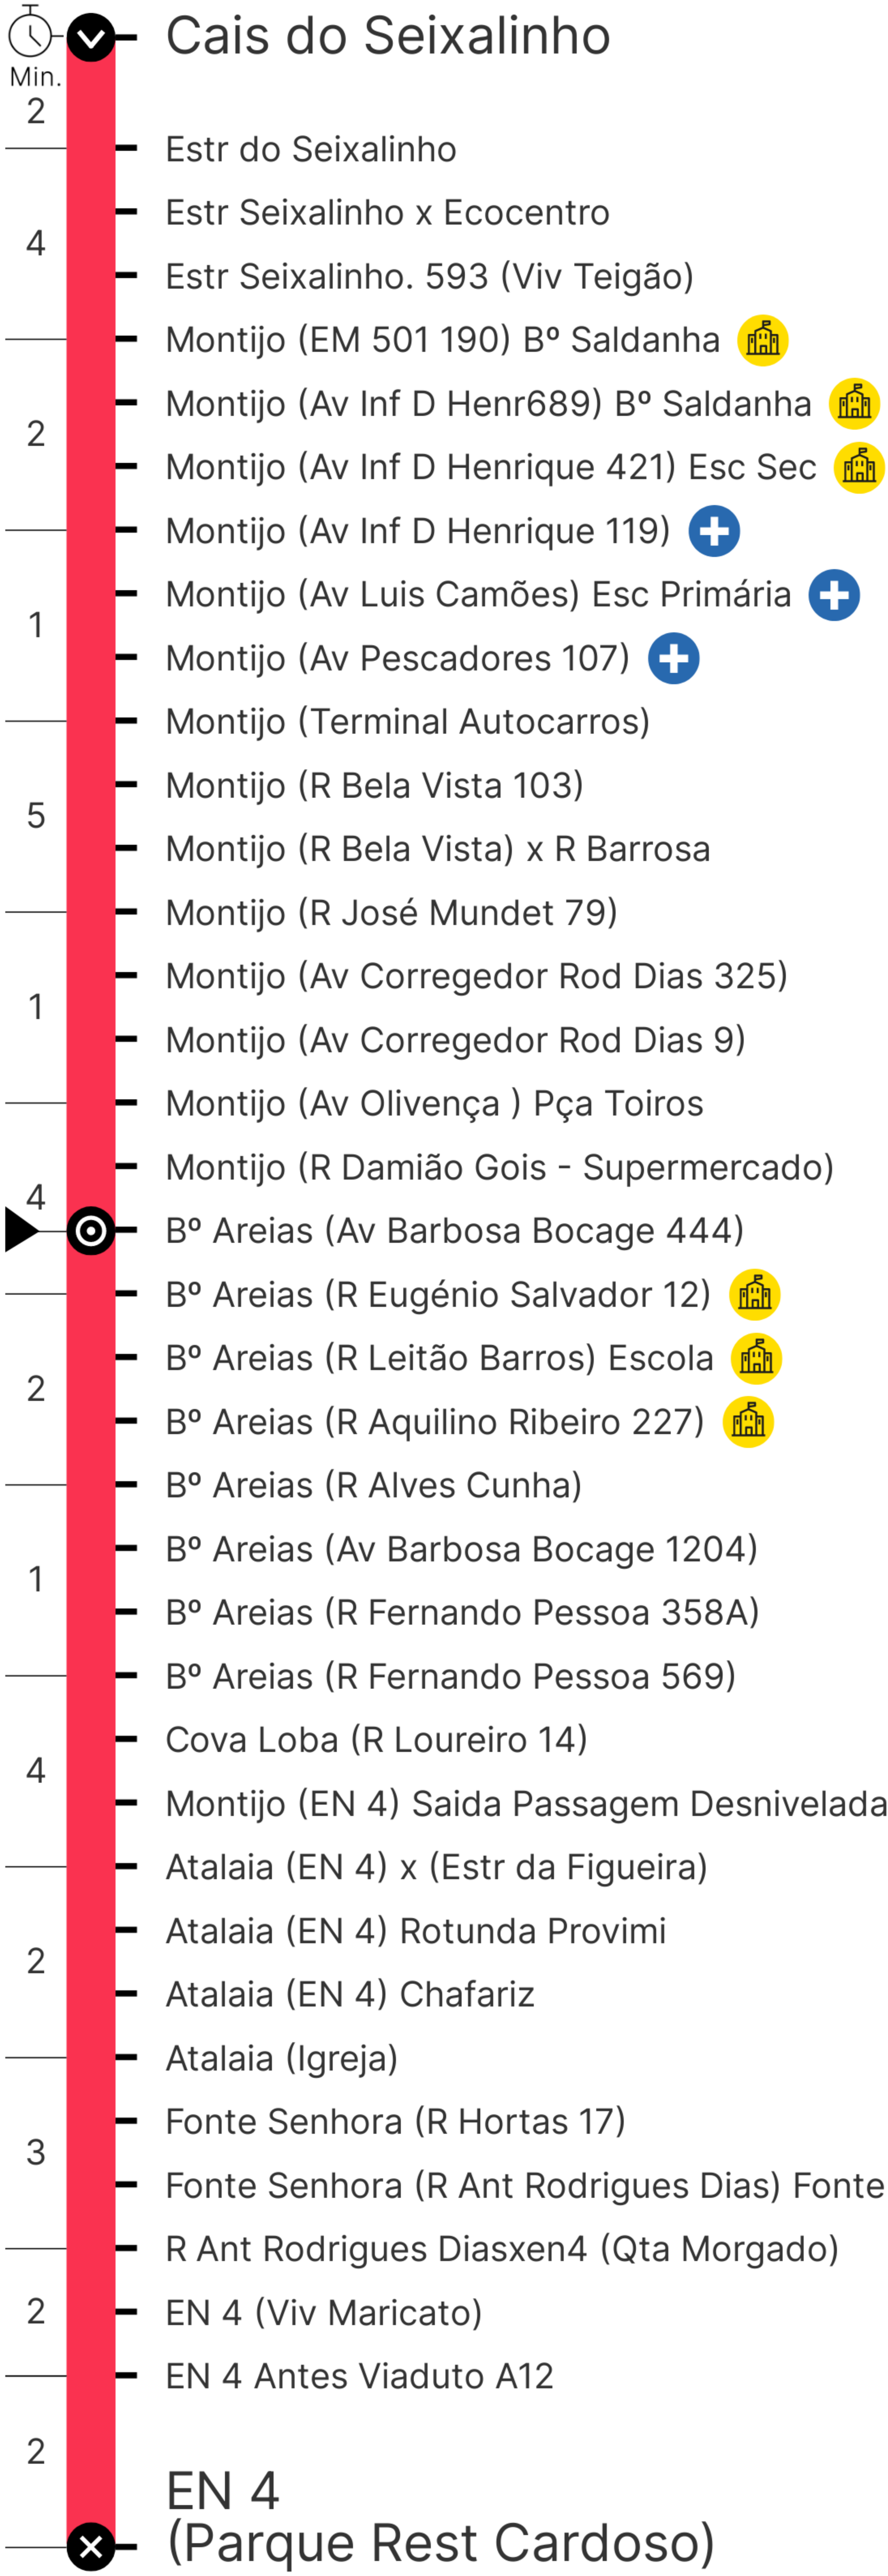 Cais do Seixalinho
Min.
2
Estr do Seixalinho
Estr Seixalinho x Ecocentro
4
Estr Seixalinho. 593 (Viv Teigão)
Montijo (EM 501 190) Bº Saldanha
Montijo (Av Inf D Henr689) Bº Saldanha
2
Montijo (Av Inf D Henrique 421) Esc Sec
Montijo (Av Inf D Henrique 119)
Montijo (Av Luis Camões) Esc Primária
1
Montijo (Av Pescadores 107)
Montijo (Terminal Autocarros)
Montijo (R Bela Vista 103)
5
Montijo (R Bela Vista) x R Barrosa
Montijo (R José Mundet 79)
Montijo (Av Corregedor Rod Dias 325)
1
Montijo (Av Corregedor Rod Dias 9)
Montijo (Av Olivença ) Pça Toiros
Montijo (R Damião Gois - Supermercado)
4
Bº Areias (Av Barbosa Bocage 444)
Bº Areias (R Eugénio Salvador 12)
Bº Areias (R Leitão Barros) Escola
2
Bº Areias (R Aquilino Ribeiro 227)
Bº Areias (R Alves Cunha)
Bº Areias (Av Barbosa Bocage 1204)
1
Bº Areias (R Fernando Pessoa 358A)
Bº Areias (R Fernando Pessoa 569)
Cova Loba (R Loureiro 14)
4
Montijo (EN 4) Saida Passagem Desnivelada
Atalaia (EN 4) x (Estr da Figueira)
Atalaia (EN 4) Rotunda Provimi
2
Atalaia (EN 4) Chafariz
Atalaia (Igreja)
Fonte Senhora (R Hortas 17)
3
Fonte Senhora (R Ant Rodrigues Dias) Fonte
R Ant Rodrigues Diasxen4 (Qta Morgado)
2
EN 4 (Viv Maricato)
EN 4 Antes Viaduto A12
2
EN 4
(Parque Rest Cardoso)